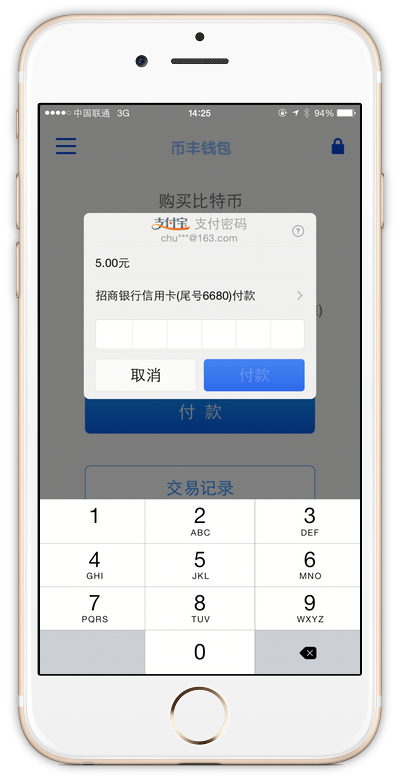 中国联通 3G 14:25 94%
币丰钱包
购买比特币
支付宝 支付密码
chu***@163.com
5.00元
招商银行信用卡(尾号6680)付款
)
取消 付款
付 款
交易记录
1 2 3
ABC DEF
4 5 6
GHI JKL MNO
7 8 9
PQRS TUV WXYZ
0